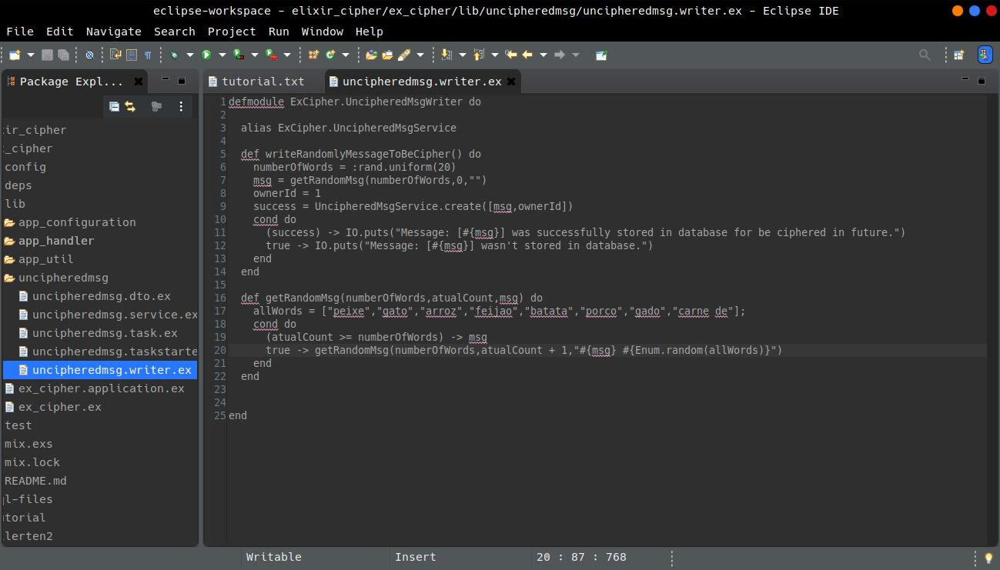 eclipse-workspace - elixir_cipher/ex_cipher/lib/uncipheredmsg/uncipheredmsg.writer.ex - Eclipse IDE
File Edit Navigate Search Project Run Window Help
Package Expl...
ir_cipher
_cipher
config
deps
lib
app_configuration
app_handler
app_util
uncipheredmsg
uncipheredmsg.dto.ex
uncipheredmsg.service.ex
uncipheredmsg.task.ex
uncipheredmsg.taskstarte
uncipheredmsg.writer.ex
ex_cipher.application.ex
ex_cipher.ex
test
mix.exs
mix.lock
README.md
l-files
torial
lerten2
tutorial.txt uncipheredmsg.writer.ex
1 defmodule ExCipher.UncipheredMsgWriter do
2
3   alias ExCipher.UncipheredMsgService
4
5   def writeRandomlyMessageToBeCipher() do
6     numberOfWords = :rand.uniform(20)
7     msg = getRandomMsg(numberOfWords,0,"")
8     ownerId = 1
9     success = UncipheredMsgService.create([msg,ownerId])
10     cond do
11       (success) -> IO.puts("Message: [#{msg}] was successfully stored in database for be ciphered in future.")
12       true -> IO.puts("Message: [#{msg}] wasn't stored in database.")
13     end
14   end
15
16   def getRandomMsg(numberOfWords,atualCount,msg) do
17     allWords = ["peixe","gato","arroz","feijao","batata","porco","gado","carne de"];
18     cond do
19       (atualCount >= numberOfWords) -> msg
20       true -> getRandomMsg(numberOfWords,atualCount + 1,"#{msg} #{Enum.random(allWords)}")
21     end
22   end
23
24
25 end
Writable Insert 20 : 87 : 768